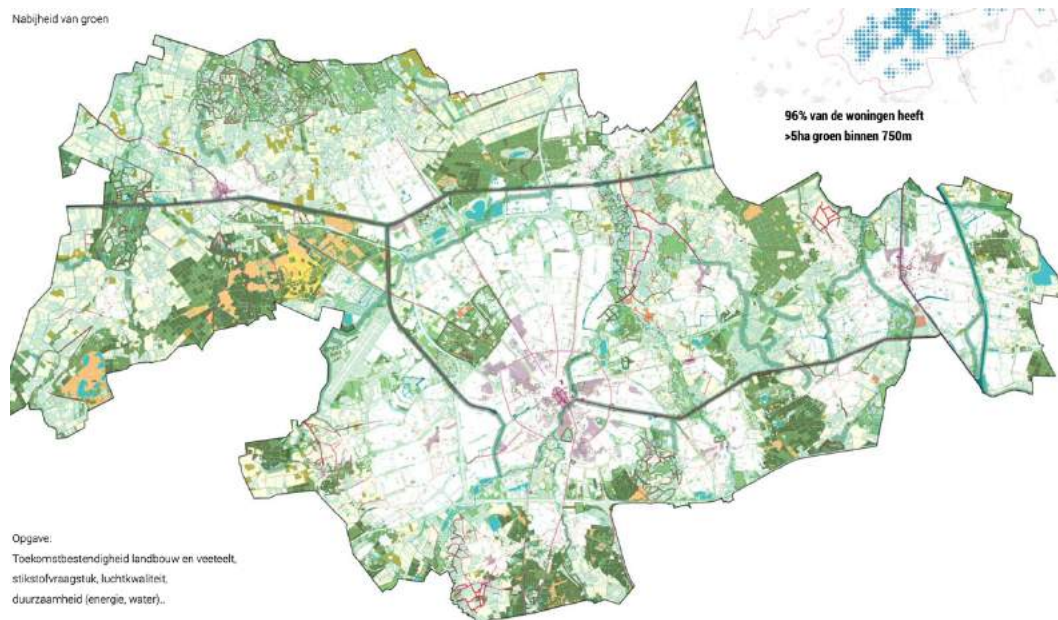 Nabijheid van groen
96% van de woningen heeft
>5ha groen binnen 750m
Opgave:
Toekomstbestendigheid landbouw en veeteelt,
stikstofvraagstuk, luchtkwaliteit,
duurzaamheid (energie, water)..